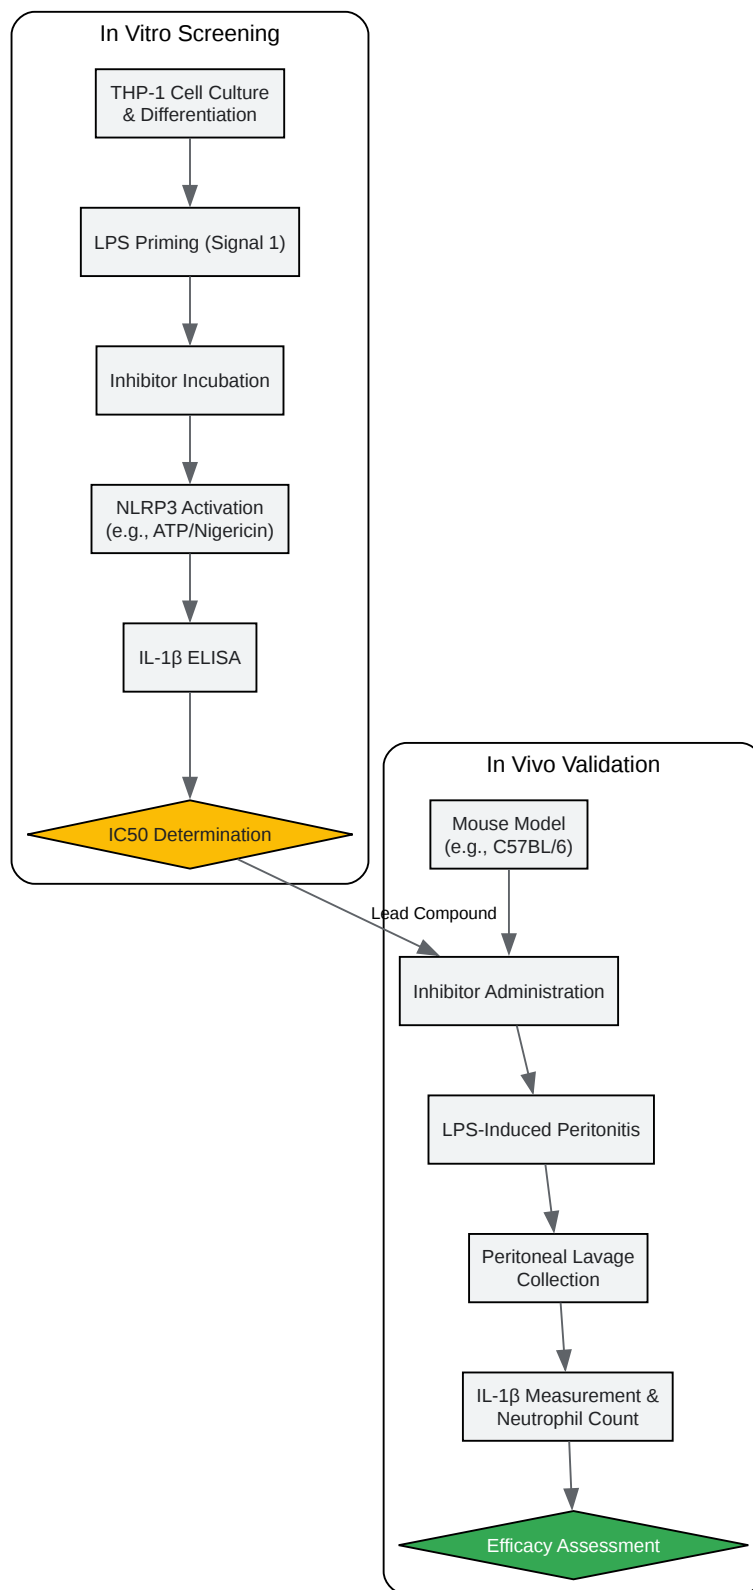 In Vitro Screening
THP-1 Cell Culture
& Differentiation
LPS Priming (Signal 1)
Inhibitor Incubation
NLRP3 Activation
(e.g., ATP/Nigericin)
IL-1β ELISA
IC50 Determination
Lead Compound
In Vivo Validation
Mouse Model
(e.g., C57BL/6)
Inhibitor Administration
LPS-Induced Peritonitis
Peritoneal Lavage
Collection
IL-1β Measurement &
Neutrophil Count
Efficacy Assessment